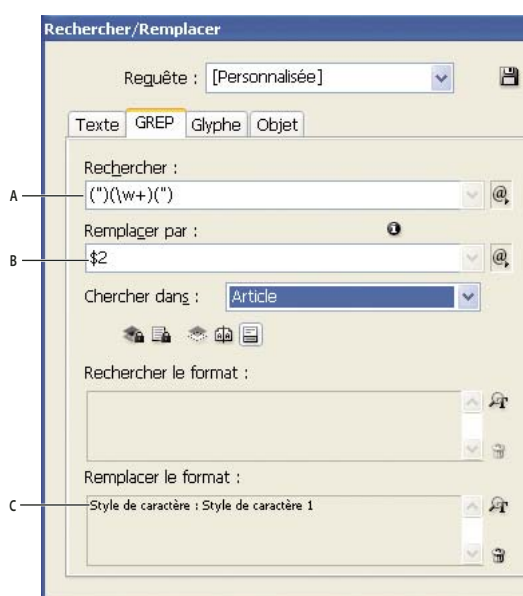 Rechercher/Remplacer
Requête : [Personnalisée]
Texte GREP Glyphe Objet
Rechercher :
A (")(\w+)(") @
Remplacer par :
B $2 @
Chercher dans : Article
Rechercher le format :
Remplacer le format :
C Style de caractère : Style de caractère 1